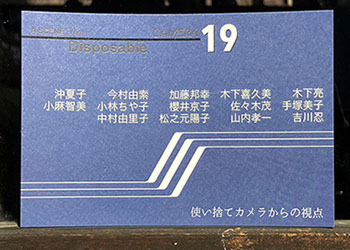 Disposable
CAMERA 19
沖夏子 今村由索 加藤邦幸 木下喜久美 木下亮
小麻智美 小林ちや子 櫻井京子 佐々木茂 手塚美子
中村由里子 松之元陽子 山内孝一 吉川忍
使い捨てカメラからの視点